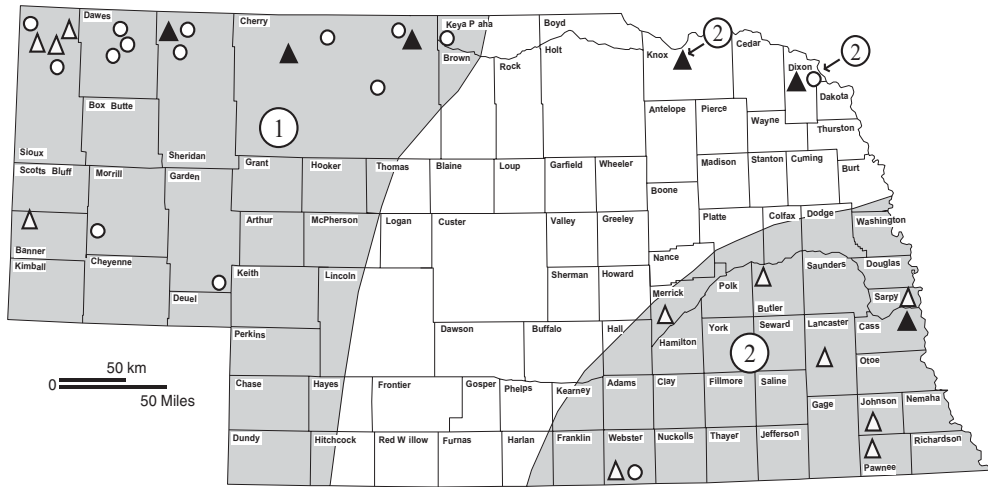 Dawes
Cherry
Keya Paha
Boyd
Holt
Brown
Rock
Knox
2
Cedar
2
Dixon
Dakota
Box Butte
1
Antelope
Pierce
Wayne
Thurston
Sioux
Sheridan
Scotts Bluff
Morrill
Garden
Grant
Hooker
Thomas
Blaine
Loup
Garfield
Wheeler
Madison
Stanton
Cuming
Burt
Boone
Arthur
McPherson
Logan
Custer
Valley
Greeley
Platte
Colfax
Dodge
Washington
Banner
Kimball
Cheyenne
Keith
Lincoln
Sherman
Howard
Nance
Merrick
Polk
Butler
Saunders
Douglas
Sarpy
Deuel
Perkins
Dawson
Buffalo
Hall
Hamilton
York
Seward
Lancaster
Cass
2
Otoe
50 km
0
50 Miles
Chase
Hayes
Frontier
Gosper
Phelps
Kearney
Adams
Clay
Fillmore
Saline
Gage
Johnson
Nemaha
Dundy
Hitchcock
Red Willow
Furnas
Harlan
Franklin
Webster
Nuckolls
Thayer
Jefferson
Pawnee
Richardson